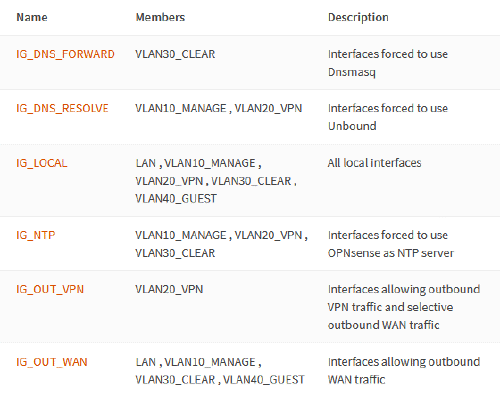 Name Members Description
IG_DNS_FORWARD VLAN30_CLEAR Interfaces forced to use
Dnsmasq
IG_DNS_RESOLVE VLAN10_MANAGE , VLAN20_VPN Interfaces forced to use
Unbound
IG_LOCAL LAN , VLAN10_MANAGE , All local interfaces
VLAN20_VPN , VLAN30_CLEAR ,
VLAN40_GUEST
IG_NTP VLAN10_MANAGE , VLAN20_VPN , Interfaces forced to use
VLAN30_CLEAR OPNsense as NTP server
IG_OUT_VPN VLAN20_VPN Interfaces allowing outbound
VPN traffic and selective
outbound WAN traffic
IG_OUT_WAN LAN , VLAN10_MANAGE , Interfaces allowing outbound
VLAN30_CLEAR , VLAN40_GUEST WAN traffic